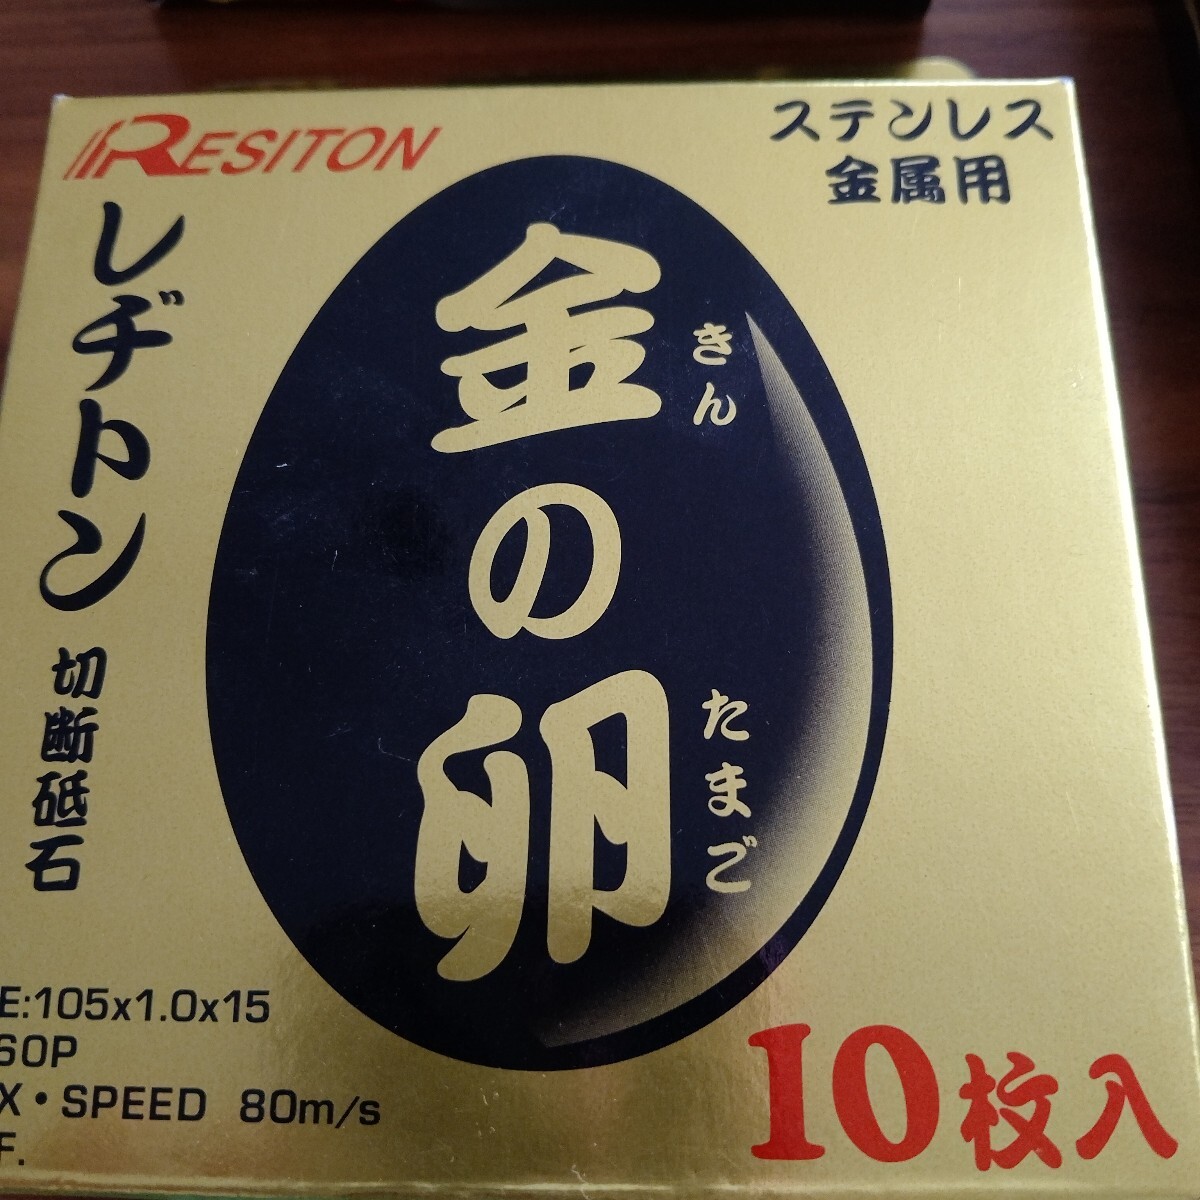 RESITON
ステンレス
金属用
レヂトン
切断砥石
金の卵
きん
たまご
E:105x1.0x15
60P
X・SPEED 80m/s
F.
10枚入